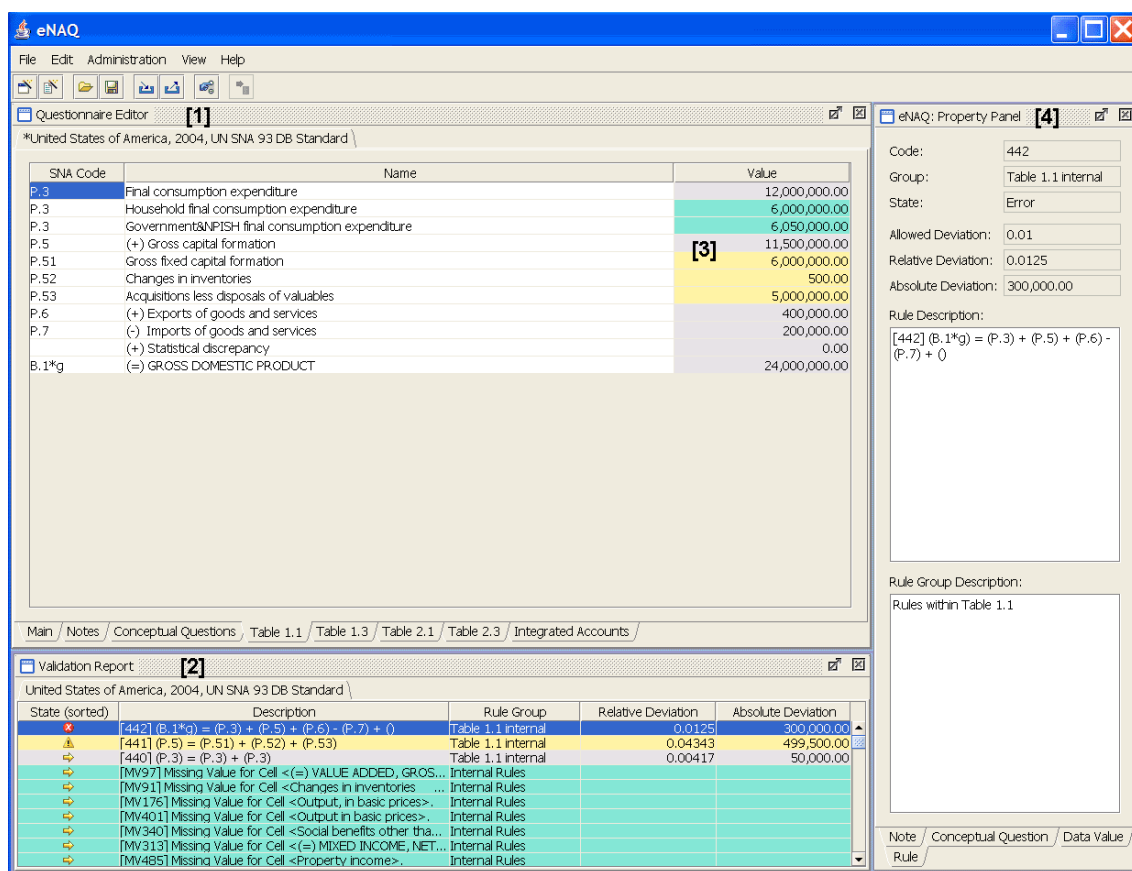 eNAQ
File Edit Administration View Help
Questionnaire Editor [1]
*United States of America, 2004, UN SNA 93 DB Standard
SNA Code Name Value
P.3 Final consumption expenditure 12,000,000.00
P.3 Household final consumption expenditure 6,000,000.00
P.3 Government&NPISH final consumption expenditure 6,050,000.00
P.5 (+) Gross capital formation 11,500,000.00
[3]
P.51 Gross fixed capital formation 6,000,000.00
P.52 Changes in inventories 500.00
P.53 Acquisitions less disposals of valuables 5,000,000.00
P.6 (+) Exports of goods and services 400,000.00
P.7 (-) Imports of goods and services 200,000.00
(+) Statistical discrepancy 0.00
B.1*g (=) GROSS DOMESTIC PRODUCT 24,000,000.00
Main Notes Conceptual Questions Table 1.1 Table 1.3 Table 2.1 Table 2.3 Integrated Accounts
Validation Report [2]
United States of America, 2004, UN SNA 93 DB Standard
State (sorted) Description Rule Group Relative Deviation Absolute Deviation
[442] (B.1*g) = (P.3) + (P.5) + (P.6) - (P.7) + () Table 1.1 internal 0.0125 300,000.00
[441] (P.5) = (P.51) + (P.52) + (P.53) Table 1.1 internal 0.04343 499,500.00
[440] (P.3) = (P.3) + (P.3) Table 1.1 internal 0.00417 50,000.00
[MV97] Missing Value for Cell <(=) VALUE ADDED, GROS... Internal Rules
[MV91] Missing Value for Cell <Changes in inventories ... Internal Rules
[MV176] Missing Value for Cell <Output, in basic prices>. Internal Rules
[MV401] Missing Value for Cell <Output in basic prices>. Internal Rules
[MV340] Missing Value for Cell <Social benefits other tha... Internal Rules
[MV313] Missing Value for Cell <(=) MIXED INCOME, NET... Internal Rules
[MV485] Missing Value for Cell <Property income>. Internal Rules
eNAQ: Property Panel [4]
Code: 442
Group: Table 1.1 internal
State: Error
Allowed Deviation: 0.01
Relative Deviation: 0.0125
Absolute Deviation: 300,000.00
Rule Description:
[442] (B.1*g) = (P.3) + (P.5) + (P.6) -
(P.7) + ()
Rule Group Description:
Rules within Table 1.1
Note Conceptual Question Data Value
Rule